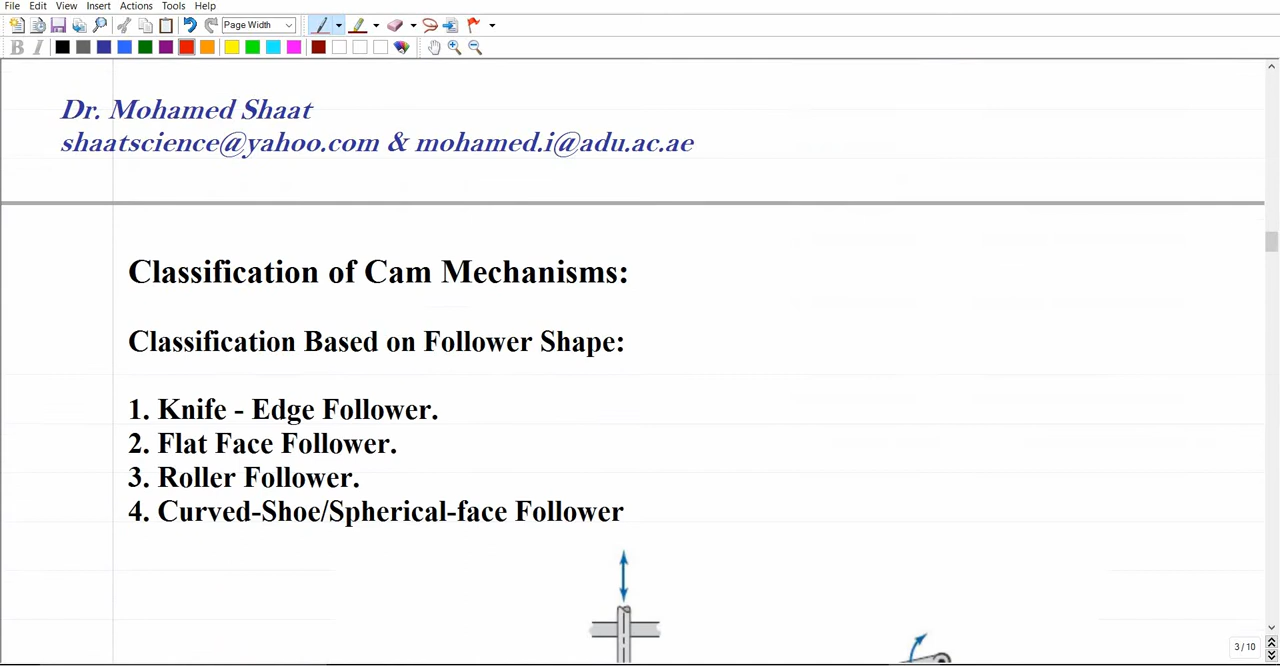 File Edit View Insert Actions Tools Help
Page Width
B I
Dr. Mohamed Shaat
shaatscience@yahoo.com & mohamed.i@adu.ac.ae
Classification of Cam Mechanisms:
Classification Based on Follower Shape:
1. Knife - Edge Follower.
2. Flat Face Follower.
3. Roller Follower.
4. Curved-Shoe/Spherical-face Follower
3 / 10